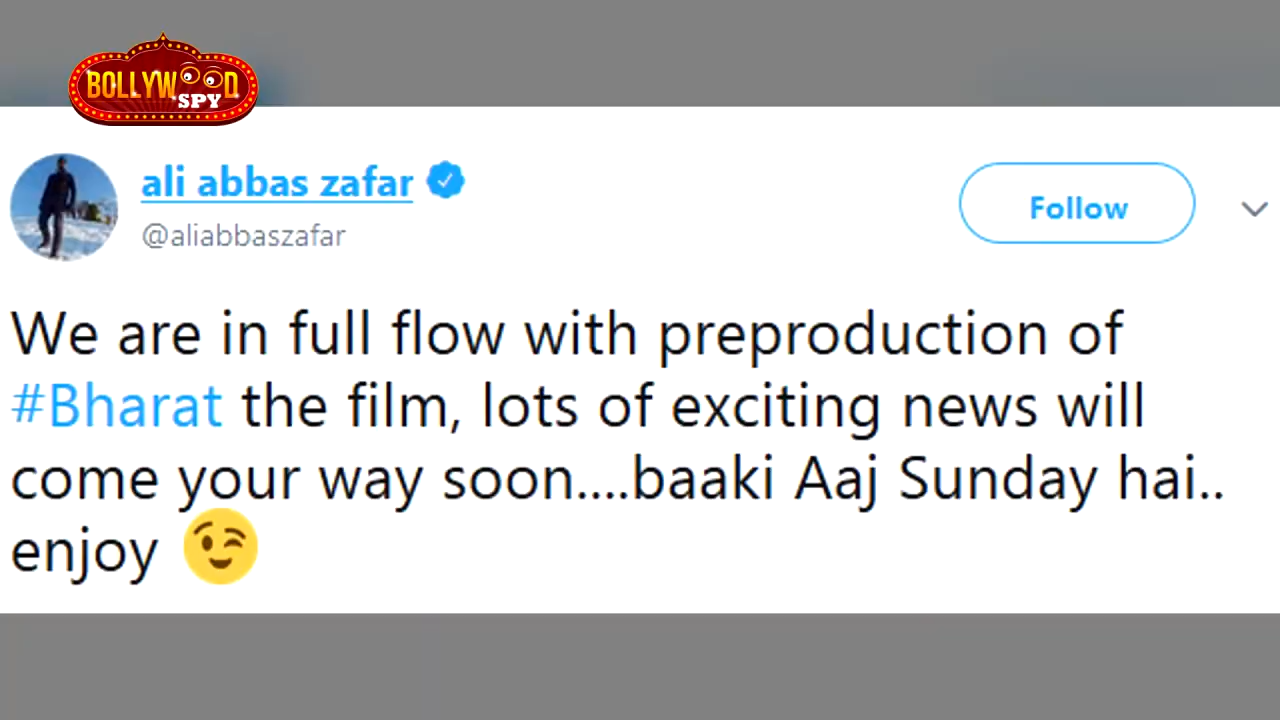 BOLLYWOOD
SPY
ali abbas zafar
@aliabbaszafar
Follow
We are in full flow with preproduction of
#Bharat the film, lots of exciting news will
come your way soon....baaki Aaj Sunday hai..
enjoy 😉